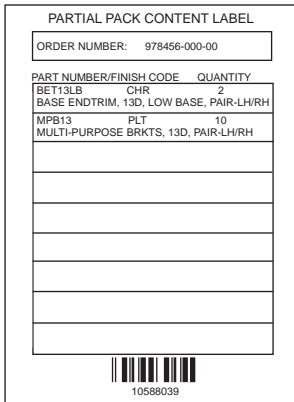 PARTIAL PACK CONTENT LABEL
ORDER NUMBER: 978456-000-00
PART NUMBER/FINISH CODE QUANTITY
BET13LB CHR 2
BASE ENDTRIM, 13D, LOW BASE, PAIR-LH/RH
MPB13 PLT 10
MULTI-PURPOSE BRKTS, 13D, PAIR-LH/RH
10588039